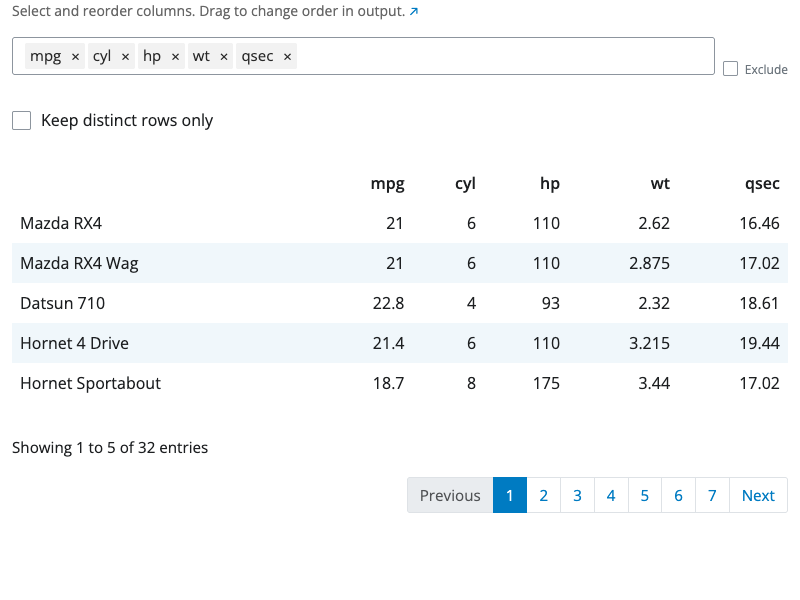 Select and reorder columns. Drag to change order in output. ↗
mpg × cyl × hp × wt × qsec ×
Exclude
Keep distinct rows only
mpg cyl hp wt qsec
Mazda RX4 21 6 110 2.62 16.46
Mazda RX4 Wag 21 6 110 2.875 17.02
Datsun 710 22.8 4 93 2.32 18.61
Hornet 4 Drive 21.4 6 110 3.215 19.44
Hornet Sportabout 18.7 8 175 3.44 17.02
Showing 1 to 5 of 32 entries
Previous 1 2 3 4 5 6 7 Next